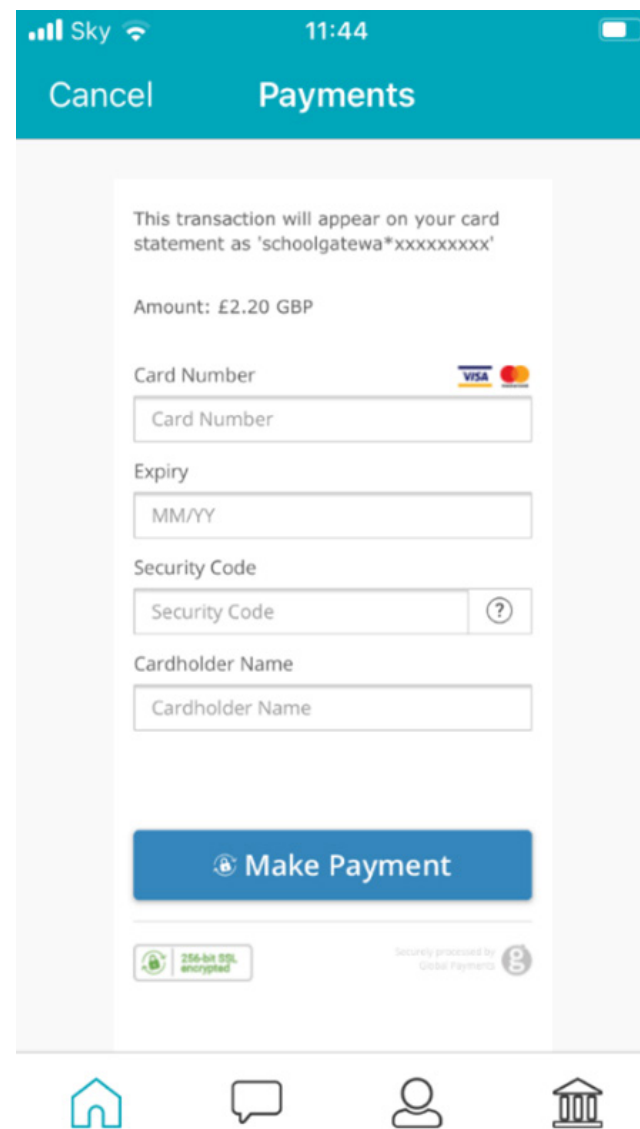 Sky 11:44
Cancel Payments
This transaction will appear on your card
statement as 'schoolgatewa*xxxxxxxxx'
Amount: £2.20 GBP
Card Number VISA
Card Number
Expiry
MM/YY
Security Code
Security Code ?
Cardholder Name
Cardholder Name
Make Payment
256-bit SSL
encrypted
Securely processed by
Global Payments
g